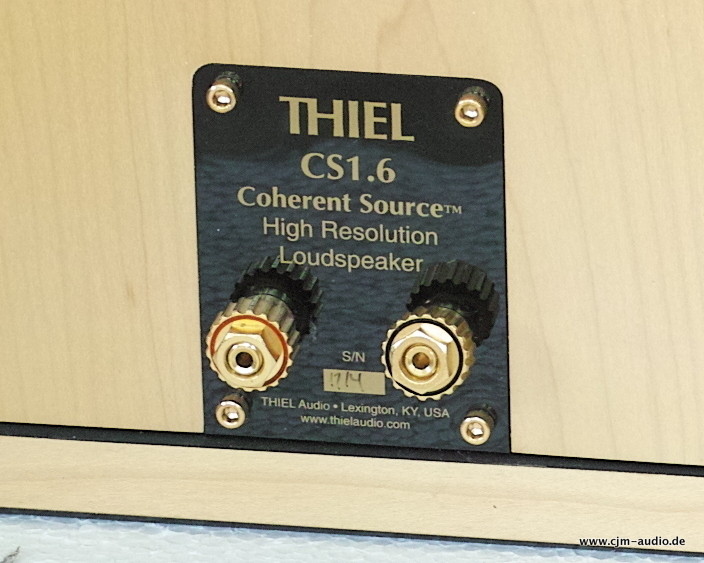 THIEL
CS1.6
Coherent Source™
High Resolution
Loudspeaker
S/N
THIEL Audio • Lexington, KY, USA
www.thielaudio.com
www.cjm-audio.de